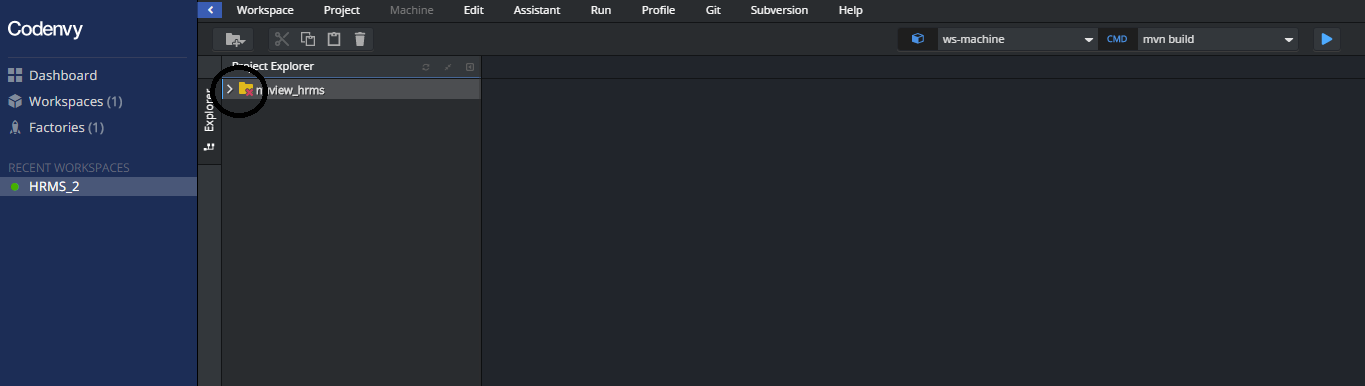 Codenvy
Dashboard
Workspaces (1)
Factories (1)
RECENT WORKSPACES
HRMS_2
Workspace Project Machine Edit Assistant Run Profile Git Subversion Help
ws-machine CMD mvn build
Project Explorer
Explorer